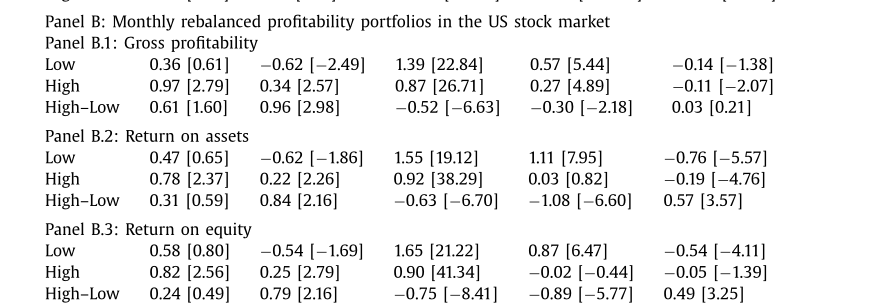 Panel B: Monthly rebalanced profitability portfolios in the US stock market
Panel B.1: Gross profitability
Low 0.36 [0.61] −0.62 [−2.49] 1.39 [22.84] 0.57 [5.44] −0.14 [−1.38]
High 0.97 [2.79] 0.34 [2.57] 0.87 [26.71] 0.27 [4.89] −0.11 [−2.07]
High–Low 0.61 [1.60] 0.96 [2.98] −0.52 [−6.63] −0.30 [−2.18] 0.03 [0.21]
Panel B.2: Return on assets
Low 0.47 [0.65] −0.62 [−1.86] 1.55 [19.12] 1.11 [7.95] −0.76 [−5.57]
High 0.78 [2.37] 0.22 [2.26] 0.92 [38.29] 0.03 [0.82] −0.19 [−4.76]
High–Low 0.31 [0.59] 0.84 [2.16] −0.63 [−6.70] −1.08 [−6.60] 0.57 [3.57]
Panel B.3: Return on equity
Low 0.58 [0.80] −0.54 [−1.69] 1.65 [21.22] 0.87 [6.47] −0.54 [−4.11]
High 0.82 [2.56] 0.25 [2.79] 0.90 [41.34] −0.02 [−0.44] −0.05 [−1.39]
High–Low 0.24 [0.49] 0.79 [2.16] −0.75 [−8.41] −0.89 [−5.77] 0.49 [3.25]